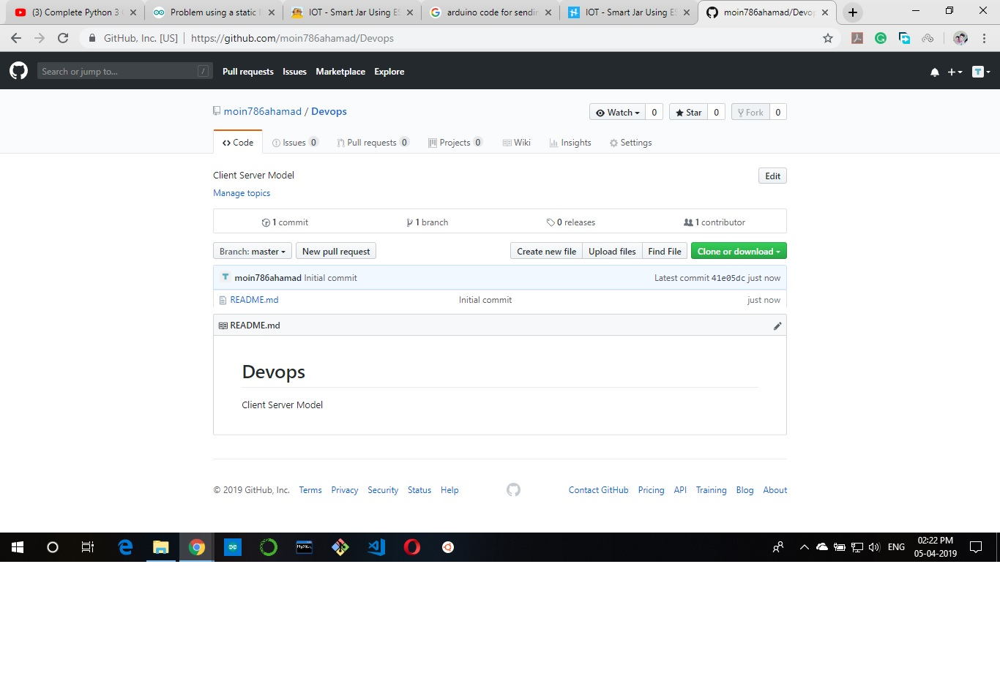 (3) Complete Python 3
Problem using a static
IOT - Smart Jar Using ES
arduino code for sendin
IOT - Smart Jar Using ES
moin786ahamad/Devop
GitHub, Inc. [US] https://github.com/moin786ahamad/Devops
Search or jump to... / Pull requests Issues Marketplace Explore T
moin786ahamad / Devops Watch 0 Star 0 Fork 0
Code Issues 0 Pull requests 0 Projects 0 Wiki Insights Settings
Client Server Model Edit
Manage topics
1 commit 1 branch 0 releases 1 contributor
Branch: master New pull request Create new file Upload files Find File Clone or download
T moin786ahamad Initial commit Latest commit 41e05dc just now
README.md Initial commit just now
README.md
Devops
Client Server Model
© 2019 GitHub, Inc. Terms Privacy Security Status Help Contact GitHub Pricing API Training Blog About
MySQL
ENG
02:22 PM
05-04-2019